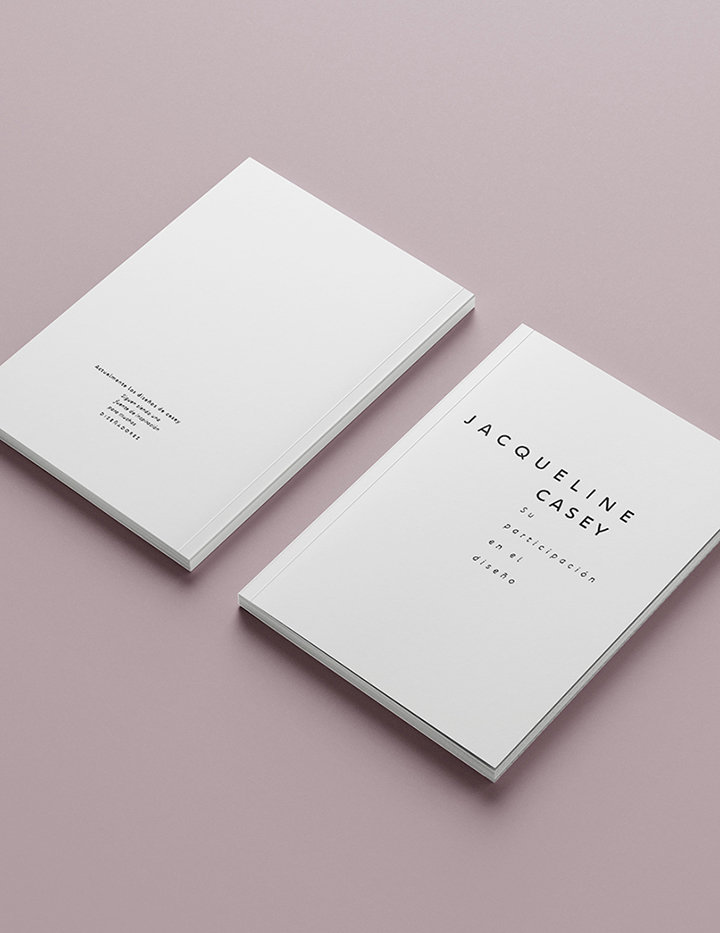 Actualmente los diseños de casey
Siguen siendo una
fuente de inspiración
para muchos
DISEÑADORES
JACQUELINE
CASEY
Su
participación
en el
diseño